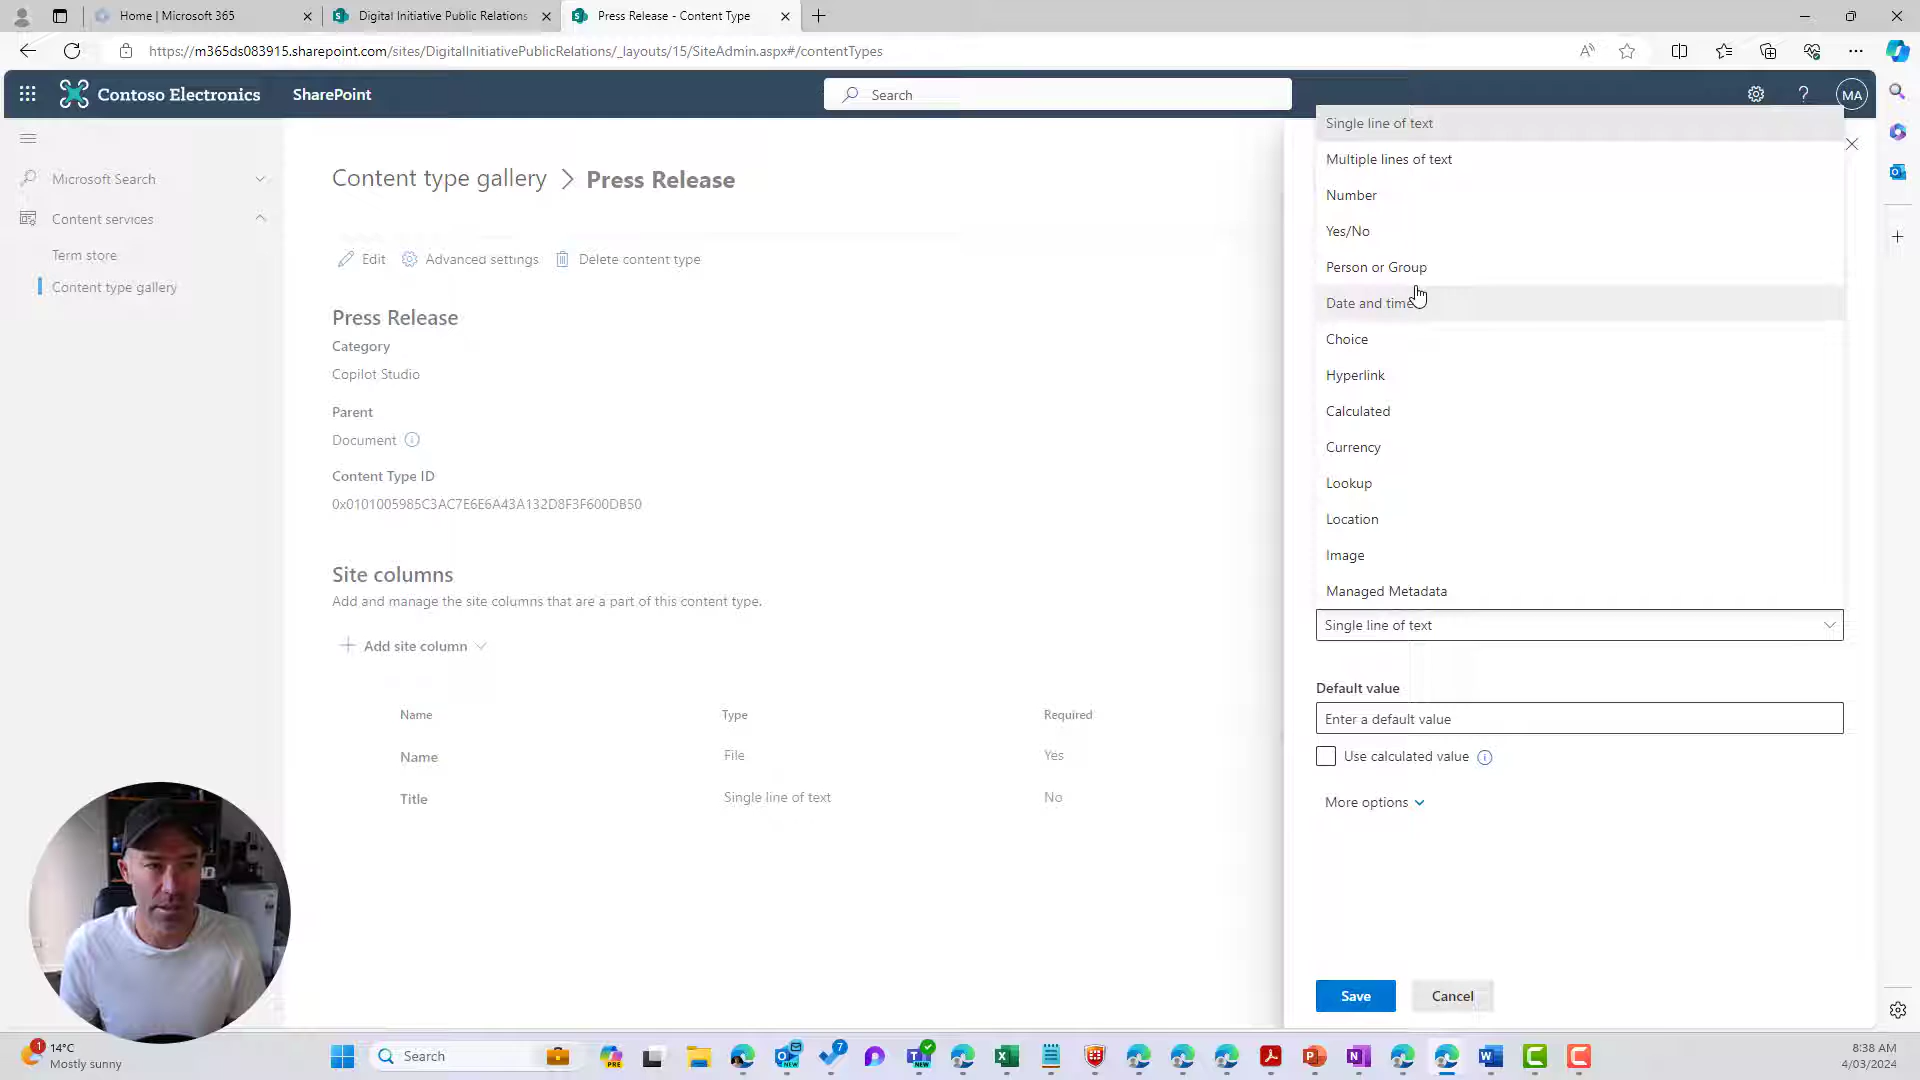 Home | Microsoft 365
Digital Initiative Public Relations
Press Release - Content Type
https://m365ds083915.sharepoint.com/sites/DigitalInitiativePublicRelations/_layouts/15/SiteAdmin.aspx#/contentTypes
Contoso Electronics
SharePoint
Search
?
MA
Microsoft Search
Content services
Term store
Content type gallery
Content type gallery > Press Release
Edit
Advanced settings
Delete content type
Press Release
Category
Copilot Studio
Parent
Document
Content Type ID
0x0101005985C3AC7E6E6A43A132D8F3F600DB50
Site columns
Add and manage the site columns that are a part of this content type.
Add site column
Name Type Required
Name File Yes
Title Single line of text No
Single line of text
Multiple lines of text
Number
Yes/No
Person or Group
Date and time
Choice
Hyperlink
Calculated
Currency
Lookup
Location
Image
Managed Metadata
Single line of text
Default value
Enter a default value
Use calculated value
More options
Save
Cancel
1
14°C
Mostly sunny
Search
PRE
NEW
7
NEW
8:38 AM
4/03/2024